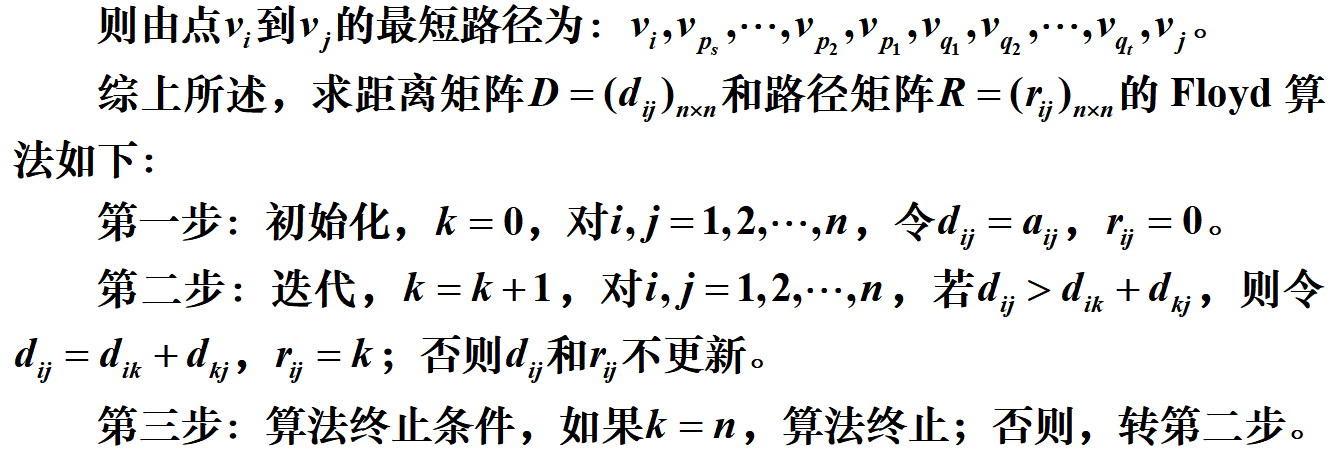 则由点$v_i$到$v_j$的最短路径为：$v_i, v_{p_s}, \cdots, v_{p_2}, v_{p_1}, v_{q_1}, v_{q_2}, \cdots, v_{q_t}, v_j$。
综上所述，求距离矩阵$D = (d_{ij})_{n \times n}$和路径矩阵$R = (r_{ij})_{n \times n}$的 Floyd 算
法如下：
第一步：初始化，$k = 0$，对$i, j = 1, 2, \cdots, n$，令$d_{ij} = a_{ij}$，$r_{ij} = 0$。
第二步：迭代，$k = k + 1$，对$i, j = 1, 2, \cdots, n$，若$d_{ij} > d_{ik} + d_{kj}$，则令
$d_{ij} = d_{ik} + d_{kj}$，$r_{ij} = k$；否则$d_{ij}$和$r_{ij}$不更新。
第三步：算法终止条件，如果$k = n$，算法终止；否则，转第二步。